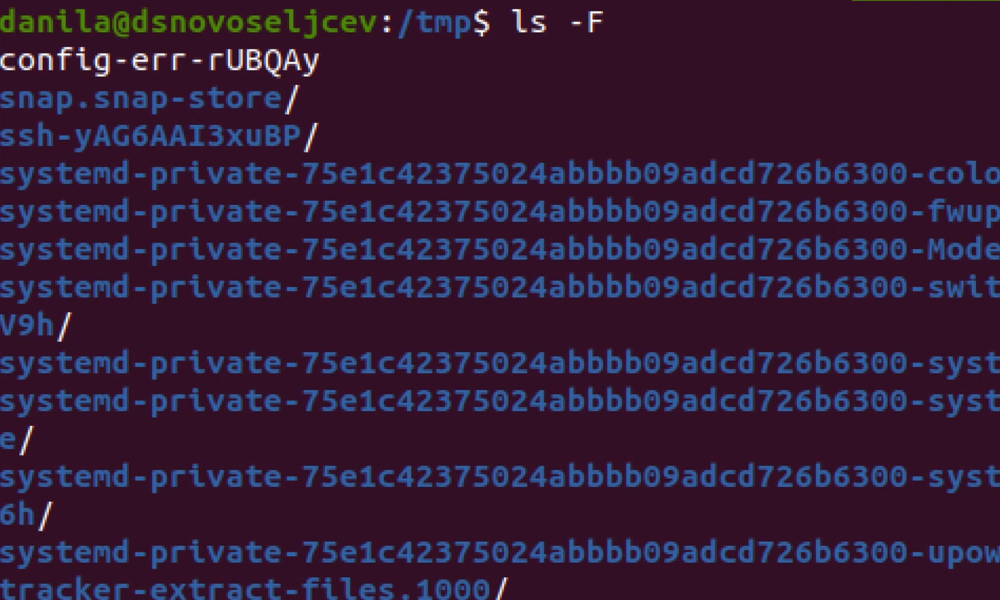 danila@dsnovoseljcev:/tmp$ ls -F
config-err-rUBQAy
snap.snap-store/
ssh-yAG6AAI3xuBP/
systemd-private-75e1c42375024abbbb09adcd726b6300-colo
systemd-private-75e1c42375024abbbb09adcd726b6300-fwup
systemd-private-75e1c42375024abbbb09adcd726b6300-Mode
systemd-private-75e1c42375024abbbb09adcd726b6300-swit
V9h/
systemd-private-75e1c42375024abbbb09adcd726b6300-syst
systemd-private-75e1c42375024abbbb09adcd726b6300-syst
e/
systemd-private-75e1c42375024abbbb09adcd726b6300-syst
6h/
systemd-private-75e1c42375024abbbb09adcd726b6300-upow
tracker-extract-files.1000/